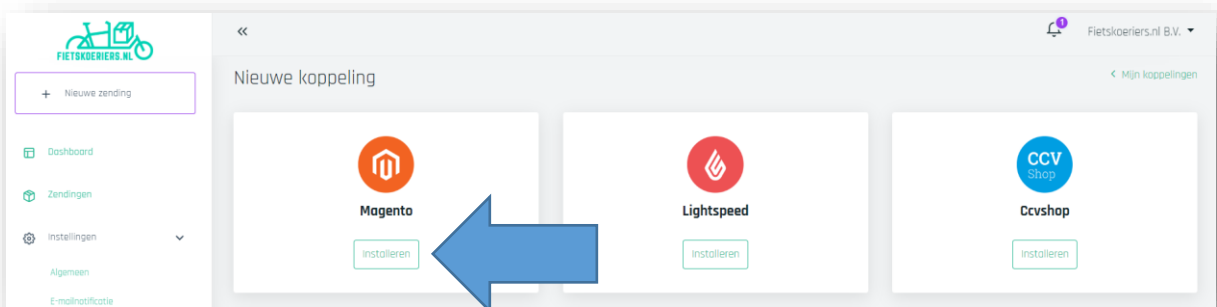 FIETSKOERIERS.NL
«
1
Fietskoeriers.nl B.V.
+ Nieuwe zending
Nieuwe koppeling
< Mijn koppelingen
Dashboard
Zendingen
Instellingen
Algemeen
E-mailnotificatie
Magento
Installeren
Lightspeed
Installeren
CCV
Shop
Ccvshop
Installeren